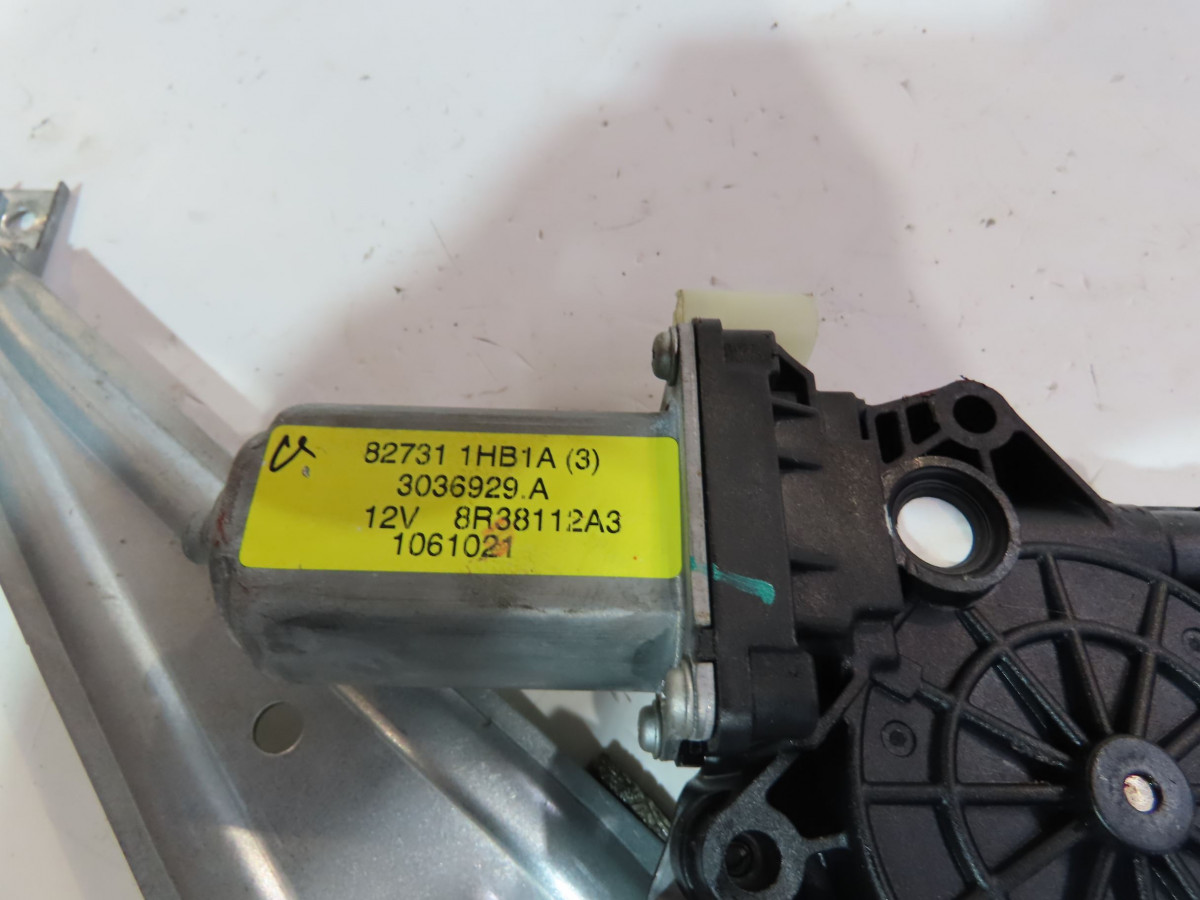 82731 1HB1A (3)
3036929.A
12V 8R38112A3
1061021